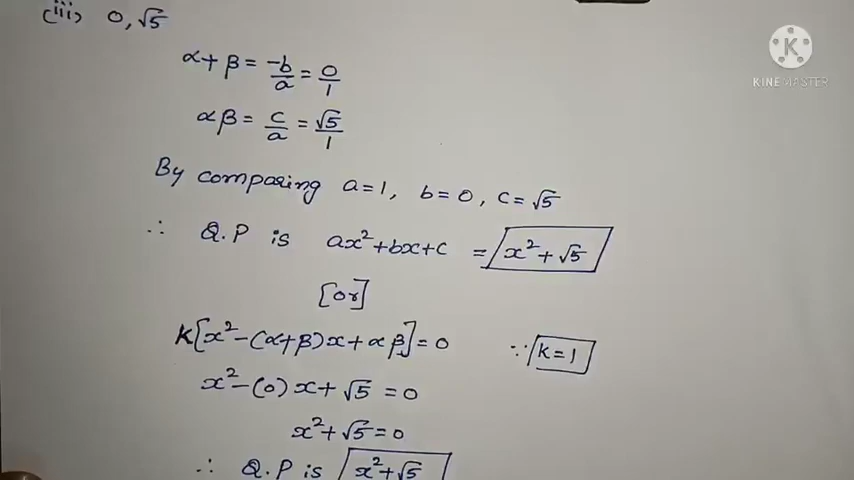 (iii) 0, √5
K
KINEMASTER
α+β = -b/a = 0/1
αβ = c/a = √5/1
By comparing a=1, b=0, c=√5
∴ Q.P is ax²+bx+c = x²+√5
[or]
K[x²-(α+β)x+αβ]=0 ∵ k=1
x²-(0)x+√5 =0
x²+√5=0
∴ Q.P is x²+√5